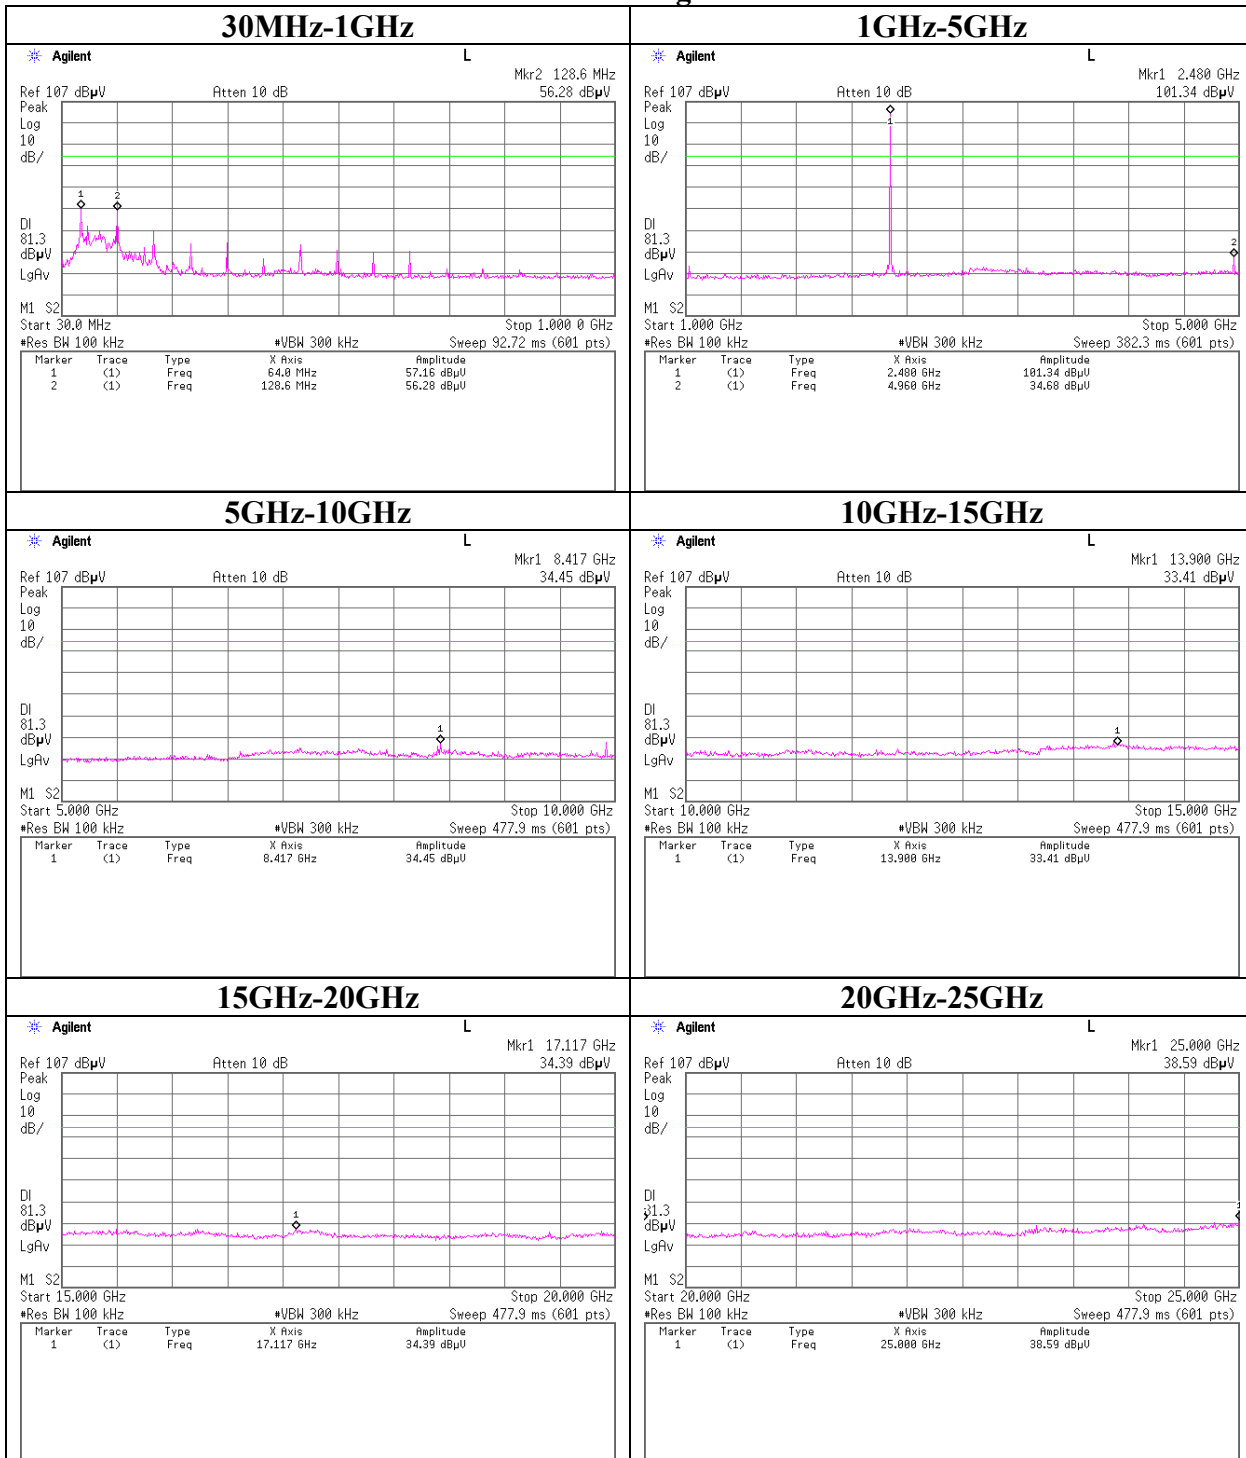 30MHz-1GHz
Agilent L
Mkr2 128.6 MHz
Ref 107 dBµV Atten 10 dB 56.28 dBµV
Peak
Log
10
dB/
1
2
DI
81.3
dBµV
LgAv
M1 S2
Start 30.0 MHz Stop 1.000 0 GHz
#Res BW 100 kHz #VBW 300 kHz Sweep 92.72 ms (601 pts)
Marker Trace Type X Axis Amplitude
1 (1) Freq 64.0 MHz 57.16 dBµV
2 (1) Freq 128.6 MHz 56.28 dBµV
1GHz-5GHz
Agilent L
Mkr1 2.480 GHz
Ref 107 dBµV Atten 10 dB 101.34 dBµV
Peak
Log
10
dB/
1
2
DI
81.3
dBµV
LgAv
M1 S2
Start 1.000 GHz Stop 5.000 GHz
#Res BW 100 kHz #VBW 300 kHz Sweep 382.3 ms (601 pts)
Marker Trace Type X Axis Amplitude
1 (1) Freq 2.480 GHz 101.34 dBµV
2 (1) Freq 4.960 GHz 34.68 dBµV
5GHz-10GHz
Agilent L
Mkr1 8.417 GHz
Ref 107 dBµV Atten 10 dB 34.45 dBµV
Peak
Log
10
dB/
1
DI
81.3
dBµV
LgAv
M1 S2
Start 5.000 GHz Stop 10.000 GHz
#Res BW 100 kHz #VBW 300 kHz Sweep 477.9 ms (601 pts)
Marker Trace Type X Axis Amplitude
1 (1) Freq 8.417 GHz 34.45 dBµV
10GHz-15GHz
Agilent L
Mkr1 13.900 GHz
Ref 107 dBµV Atten 10 dB 33.41 dBµV
Peak
Log
10
dB/
1
DI
81.3
dBµV
LgAv
M1 S2
Start 10.000 GHz Stop 15.000 GHz
#Res BW 100 kHz #VBW 300 kHz Sweep 477.9 ms (601 pts)
Marker Trace Type X Axis Amplitude
1 (1) Freq 13.900 GHz 33.41 dBµV
15GHz-20GHz
Agilent L
Mkr1 17.117 GHz
Ref 107 dBµV Atten 10 dB 34.39 dBµV
Peak
Log
10
dB/
1
DI
81.3
dBµV
LgAv
M1 S2
Start 15.000 GHz Stop 20.000 GHz
#Res BW 100 kHz #VBW 300 kHz Sweep 477.9 ms (601 pts)
Marker Trace Type X Axis Amplitude
1 (1) Freq 17.117 GHz 34.39 dBµV
20GHz-25GHz
Agilent L
Mkr1 25.000 GHz
Ref 107 dBµV Atten 10 dB 38.59 dBµV
Peak
Log
10
dB/
1
DI
81.3
dBµV
LgAv
M1 S2
Start 20.000 GHz Stop 25.000 GHz
#Res BW 100 kHz #VBW 300 kHz Sweep 477.9 ms (601 pts)
Marker Trace Type X Axis Amplitude
1 (1) Freq 25.000 GHz 38.59 dBµV